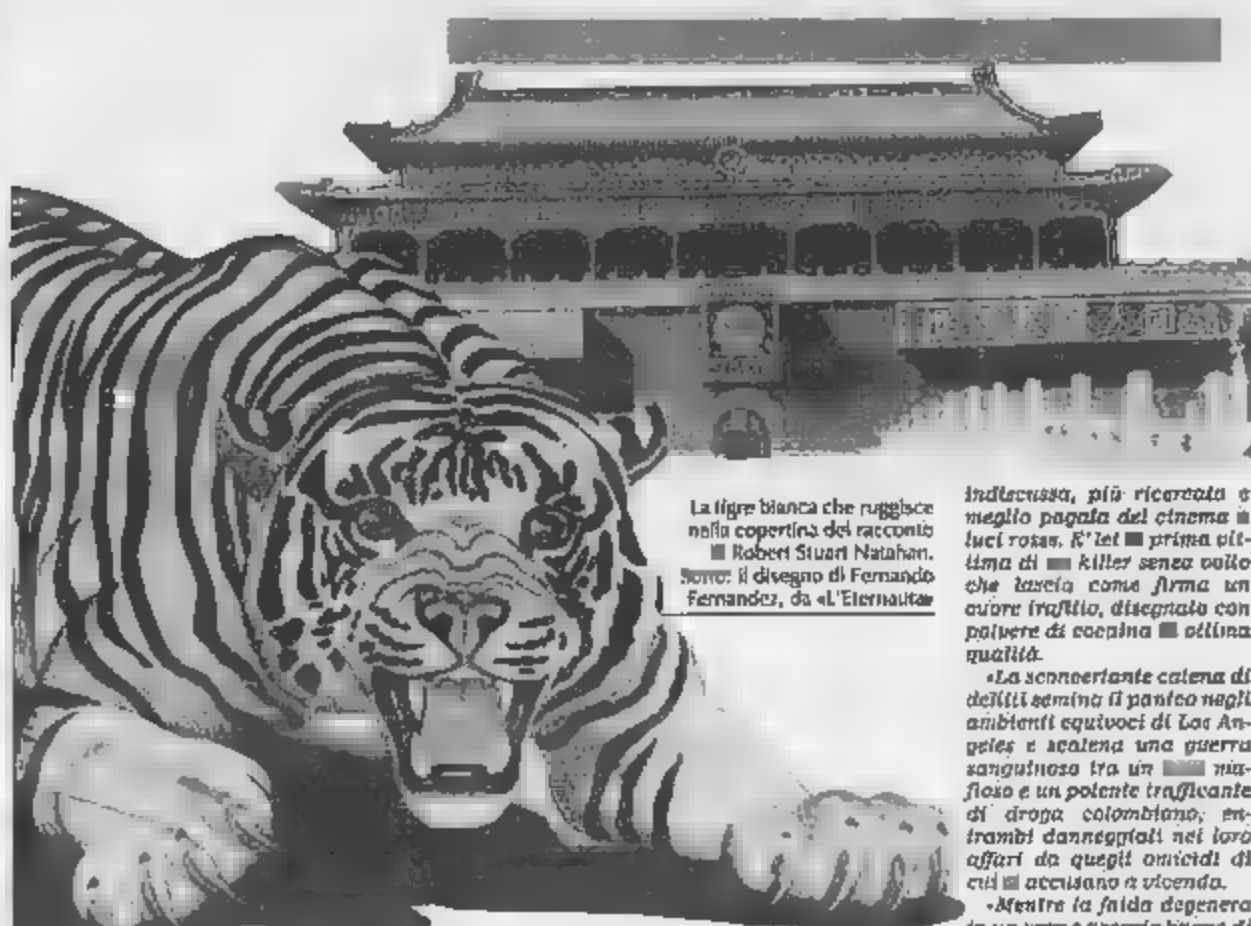 La tigre bianca che ruggisce
nella copertina del racconto
Robert Stuart Natahan.
Sotto: il disegno di Fernando
Fernandez, da «L'Eternauta»
indiscussa, più ricercata e
meglio pagata del cinema
luci rosse. E' lei prima vit-
tima di killer senza volto
che lascia come firma un
cuore trafitto, disegnato con
polvere di cocaina ottima
qualità.
«La sconcertante catena di
delitti semina il panico negli
ambienti equivoci di Los An-
geles e scatena una guerra
sanguinosa tra un ma-
fioso e un potente trafficante
di droga colombiano, en-
trambi danneggiati nei loro
affari da quegli omicidi di
cui accusano a vicenda.
«Mentre la faida degenera